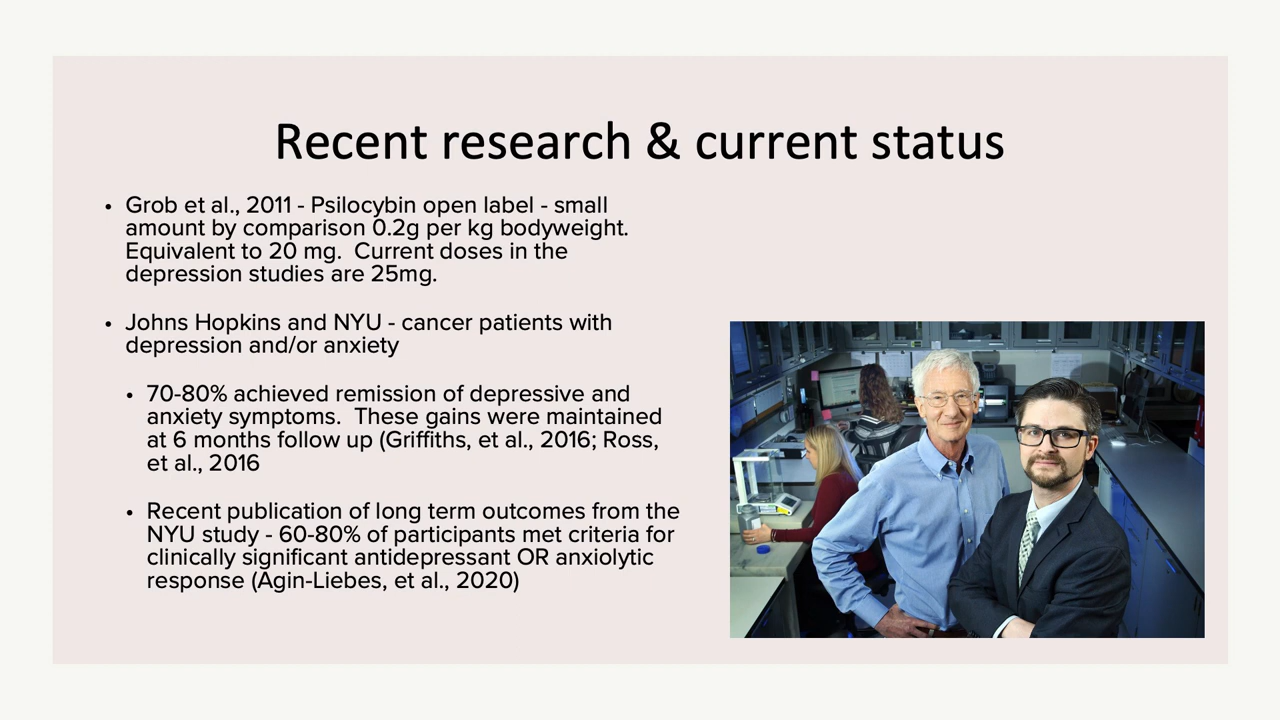 Recent research & current status
• Grob et al., 2011 - Psilocybin open label - small
amount by comparison 0.2g per kg bodyweight.
Equivalent to 20 mg.  Current doses in the
depression studies are 25mg.
• Johns Hopkins and NYU - cancer patients with
depression and/or anxiety
• 70-80% achieved remission of depressive and
anxiety symptoms.  These gains were maintained
at 6 months follow up (Griffiths, et al., 2016; Ross,
et al., 2016
• Recent publication of long term outcomes from the
NYU study - 60-80% of participants met criteria for
clinically significant antidepressant OR anxiolytic
response (Agin-Liebes, et al., 2020)